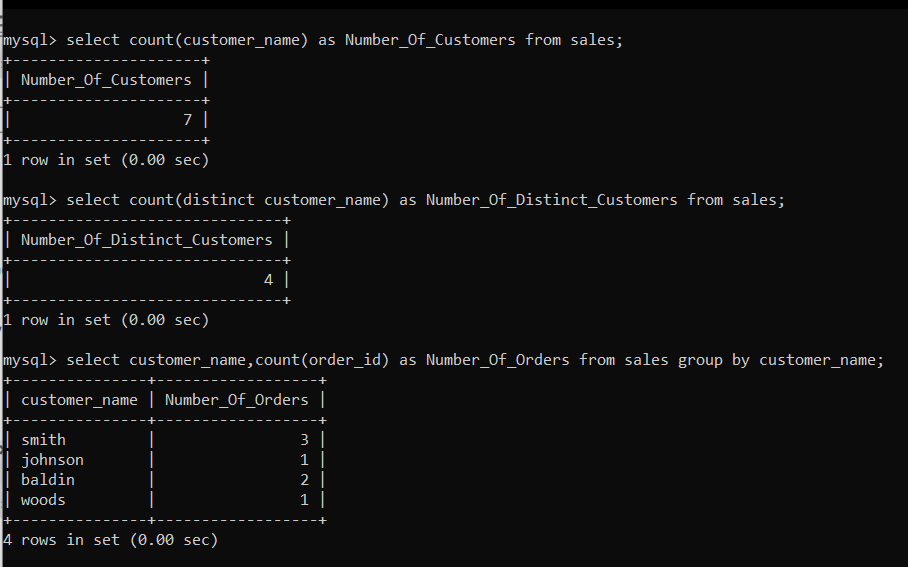 mysql> select count(customer_name) as Number_Of_Customers from sales;
+---------------------+
| Number_Of_Customers |
+---------------------+
|                   7 |
+---------------------+
1 row in set (0.00 sec)
mysql> select count(distinct customer_name) as Number_Of_Distinct_Customers from sales;
+------------------------------+
| Number_Of_Distinct_Customers |
+------------------------------+
|                            4 |
+------------------------------+
1 row in set (0.00 sec)
mysql> select customer_name,count(order_id) as Number_Of_Orders from sales group by customer_name;
+---------------+------------------+
| customer_name | Number_Of_Orders |
+---------------+------------------+
| smith         |                3 |
| johnson       |                1 |
| baldin        |                2 |
| woods         |                1 |
+---------------+------------------+
4 rows in set (0.00 sec)